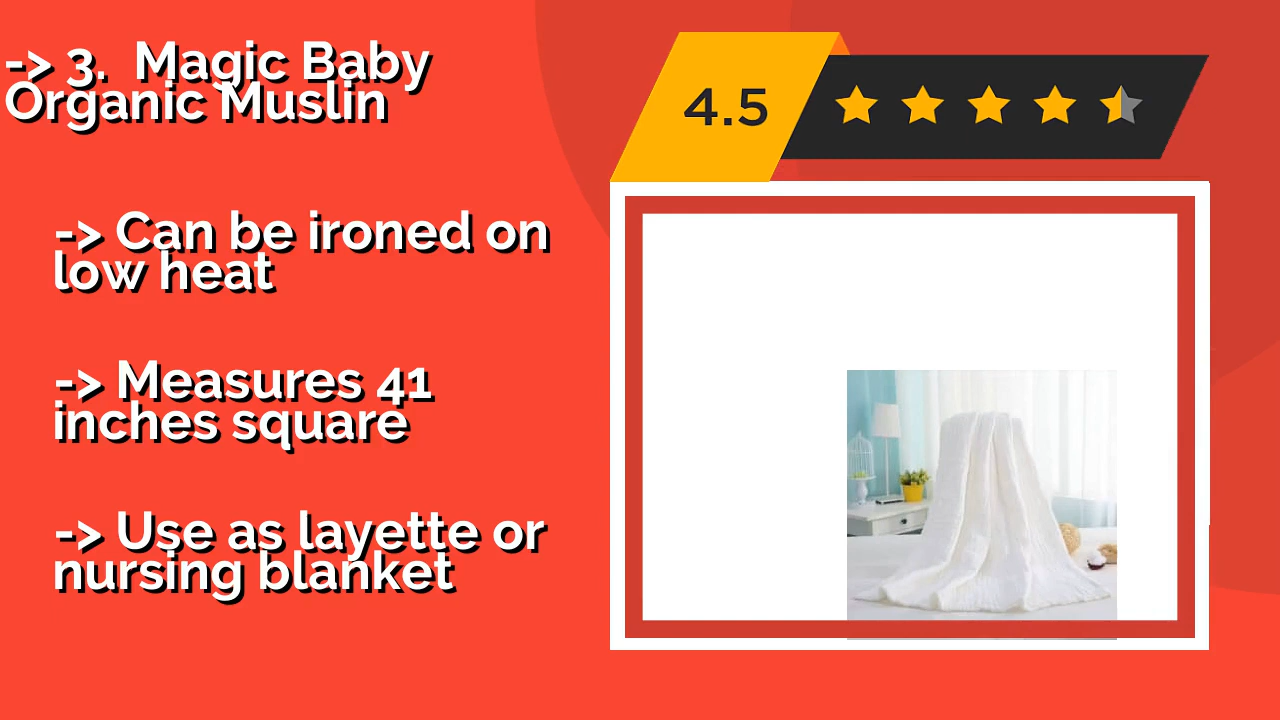 -> 3.  Magic Baby
Organic Muslin
4.5
-> Can be ironed on
low heat
-> Measures 41
inches square
-> Use as layette or
nursing blanket